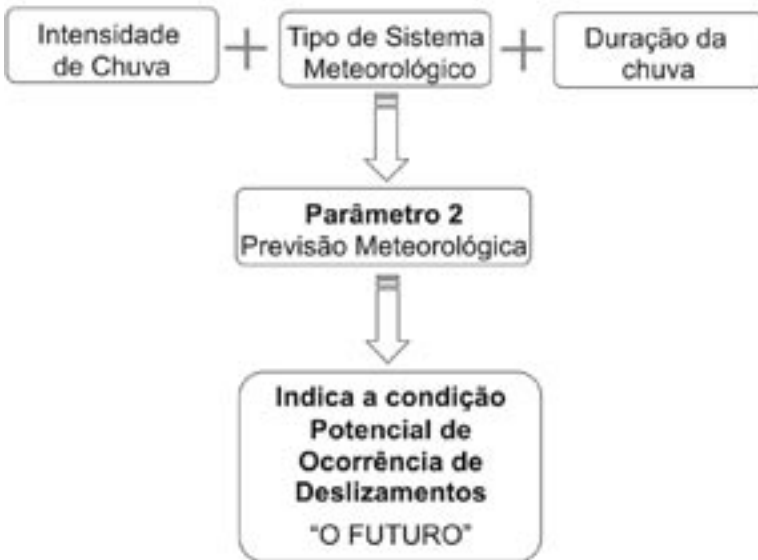 Intensidade
de Chuva
+
Tipo de Sistema
Meteorológico
+
Duração da
chuva
Parâmetro 2
Previsão Meteorológica
Indica a condição
Potencial de
Ocorrência de
Deslizamentos
“O FUTURO”